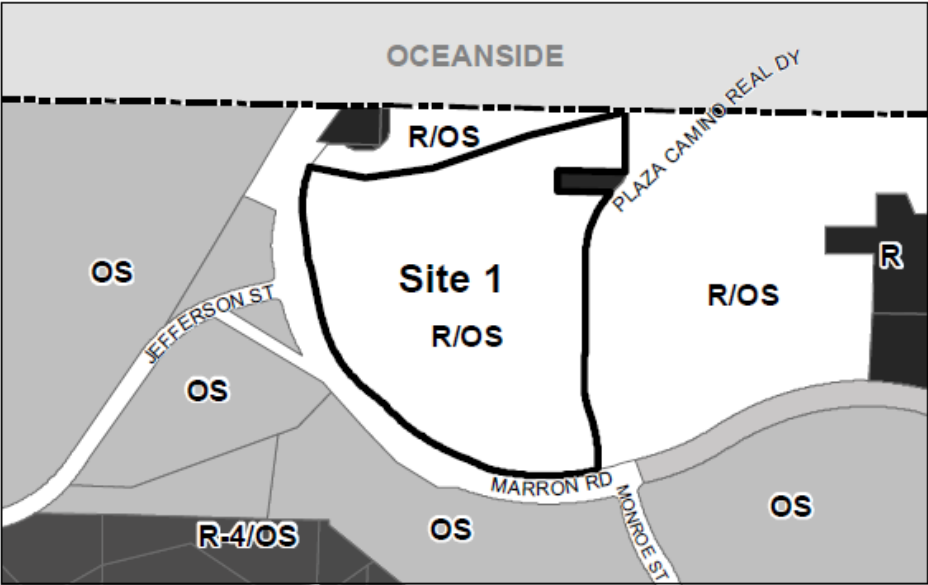 OCEANSIDE
PLAZA CAMINO REAL DY
R/OS
R
OS
Site 1
R/OS
R/OS
JEFFERSON ST
OS
MARRON RD
MONROE ST
OS
R-4/OS
OS